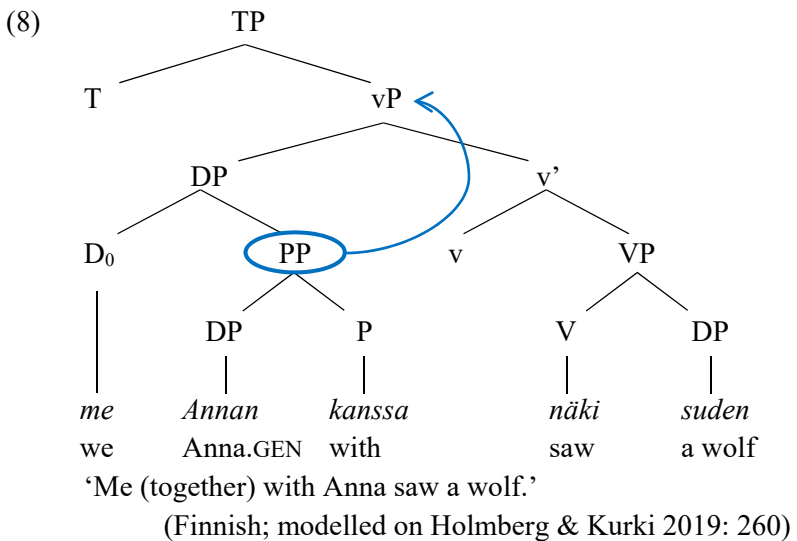 (8) TP
T vP
DP v’
D₀ PP v VP
DP P V DP
me Annan kanssa näki suden
we Anna.GEN with saw a wolf
‘Me (together) with Anna saw a wolf.’
(Finnish; modelled on Holmberg & Kurki 2019: 260)